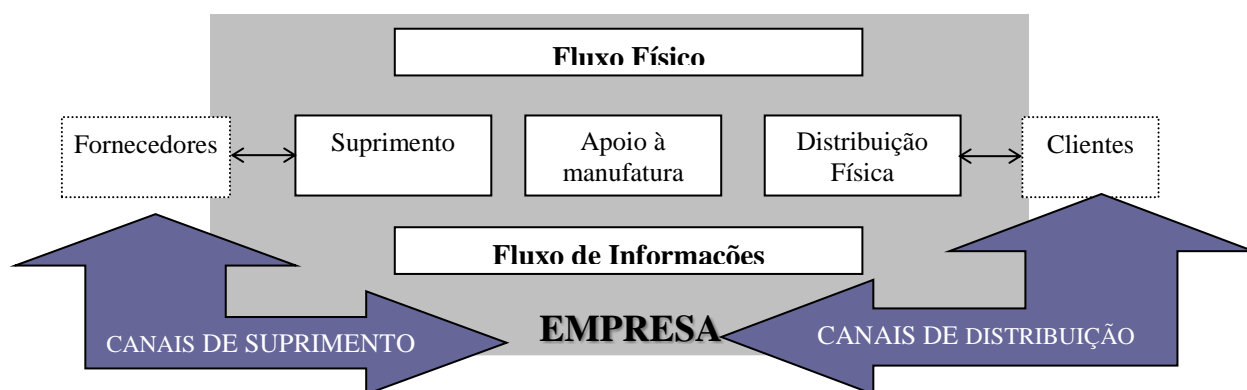 Fluxo Físico
Fornecedores
Suprimento
Apoio à
manufatura
Distribuição
Física
Clientes
Fluxo de Informações
EMPRESA
CANAIS DE SUPRIMENTO
CANAIS DE DISTRIBUIÇÃO